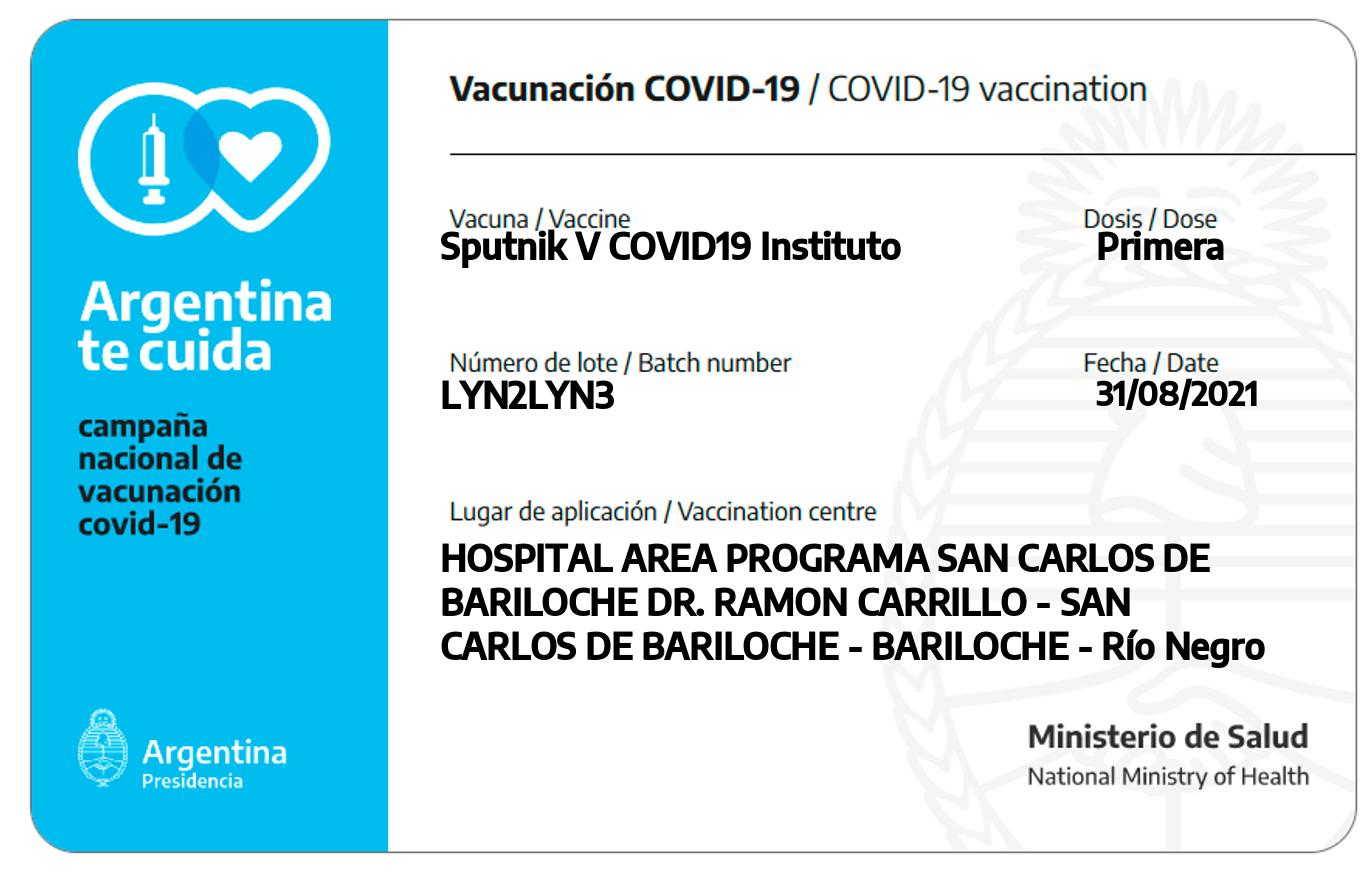 Argentina
te cuida
campaña
nacional de
vacunación
covid-19
Argentina
Presidencia
Vacunación COVID-19 / COVID-19 vaccination
Vacuna / Vaccine
Sputnik V COVID19 Instituto
Dosis / Dose
Primera
Número de lote / Batch number
LYN2LYN3
Fecha / Date
31/08/2021
Lugar de aplicación / Vaccination centre
HOSPITAL AREA PROGRAMA SAN CARLOS DE
BARILOCHE DR. RAMON CARRILLO - SAN
CARLOS DE BARILOCHE - BARILOCHE - Río Negro
Ministerio de Salud
National Ministry of Health